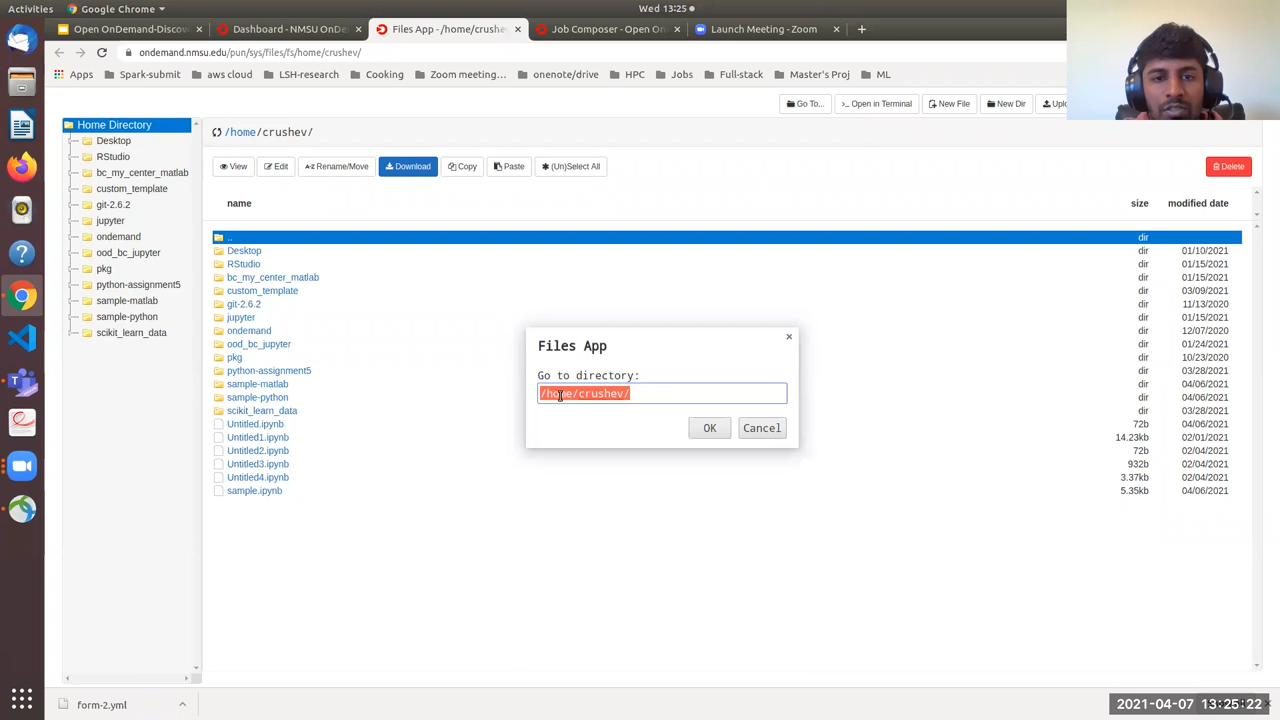 Activities
Google Chrome
Wed 13:25
Open OnDemand-Discov
Dashboard - NMSU OnDe
Files App - /home/crushe
Job Composer - Open On
Launch Meeting - Zoom
ondemand.nmsu.edu/pun/sys/files/fs/home/crushev/
Apps
Spark-submit
aws cloud
LSH-research
Cooking
Zoom meeting...
onenote/drive
HPC
Jobs
Full-stack
Master's Proj
ML
Go To...
>_ Open in Terminal
New File
New Dir
Home Directory
Desktop
RStudio
bc_my_center_matlab
custom_template
git-2.6.2
jupyter
ondemand
ood_bc_jupyter
pkg
python-assignment5
sample-matlab
sample-python
scikit_learn_data
/home/crushev/
View
Edit
Rename/Move
Download
Copy
Paste
(Un)Select All
Delete
name size modified date
.. dir
Desktop dir 01/10/2021
RStudio dir 01/15/2021
bc_my_center_matlab dir 01/15/2021
custom_template dir 03/09/2021
git-2.6.2 dir 11/13/2020
jupyter dir 01/15/2021
ondemand dir 12/07/2020
ood_bc_jupyter dir 01/24/2021
pkg dir 10/23/2020
python-assignment5 dir 03/28/2021
sample-matlab dir 04/06/2021
sample-python dir 04/06/2021
scikit_learn_data dir 03/28/2021
Untitled.ipynb 72b 04/06/2021
Untitled1.ipynb 14.23kb 02/01/2021
Untitled2.ipynb 72b 02/04/2021
Untitled3.ipynb 932b 02/04/2021
Untitled4.ipynb 3.37kb 02/04/2021
sample.ipynb 5.35kb 04/06/2021
Files App
Go to directory:
/home/crushev/
OK
Cancel
form-2.yml
2021-04-07 13:25:22